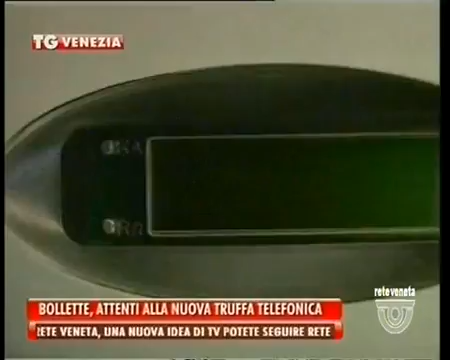 TG VENEZIA
BOLLETTE, ATTENTI ALLA NUOVA TRUFFA TELEFONICA
reteveneta
RETE VENETA, UNA NUOVA IDEA DI TV POTETE SEGUIRE RETE